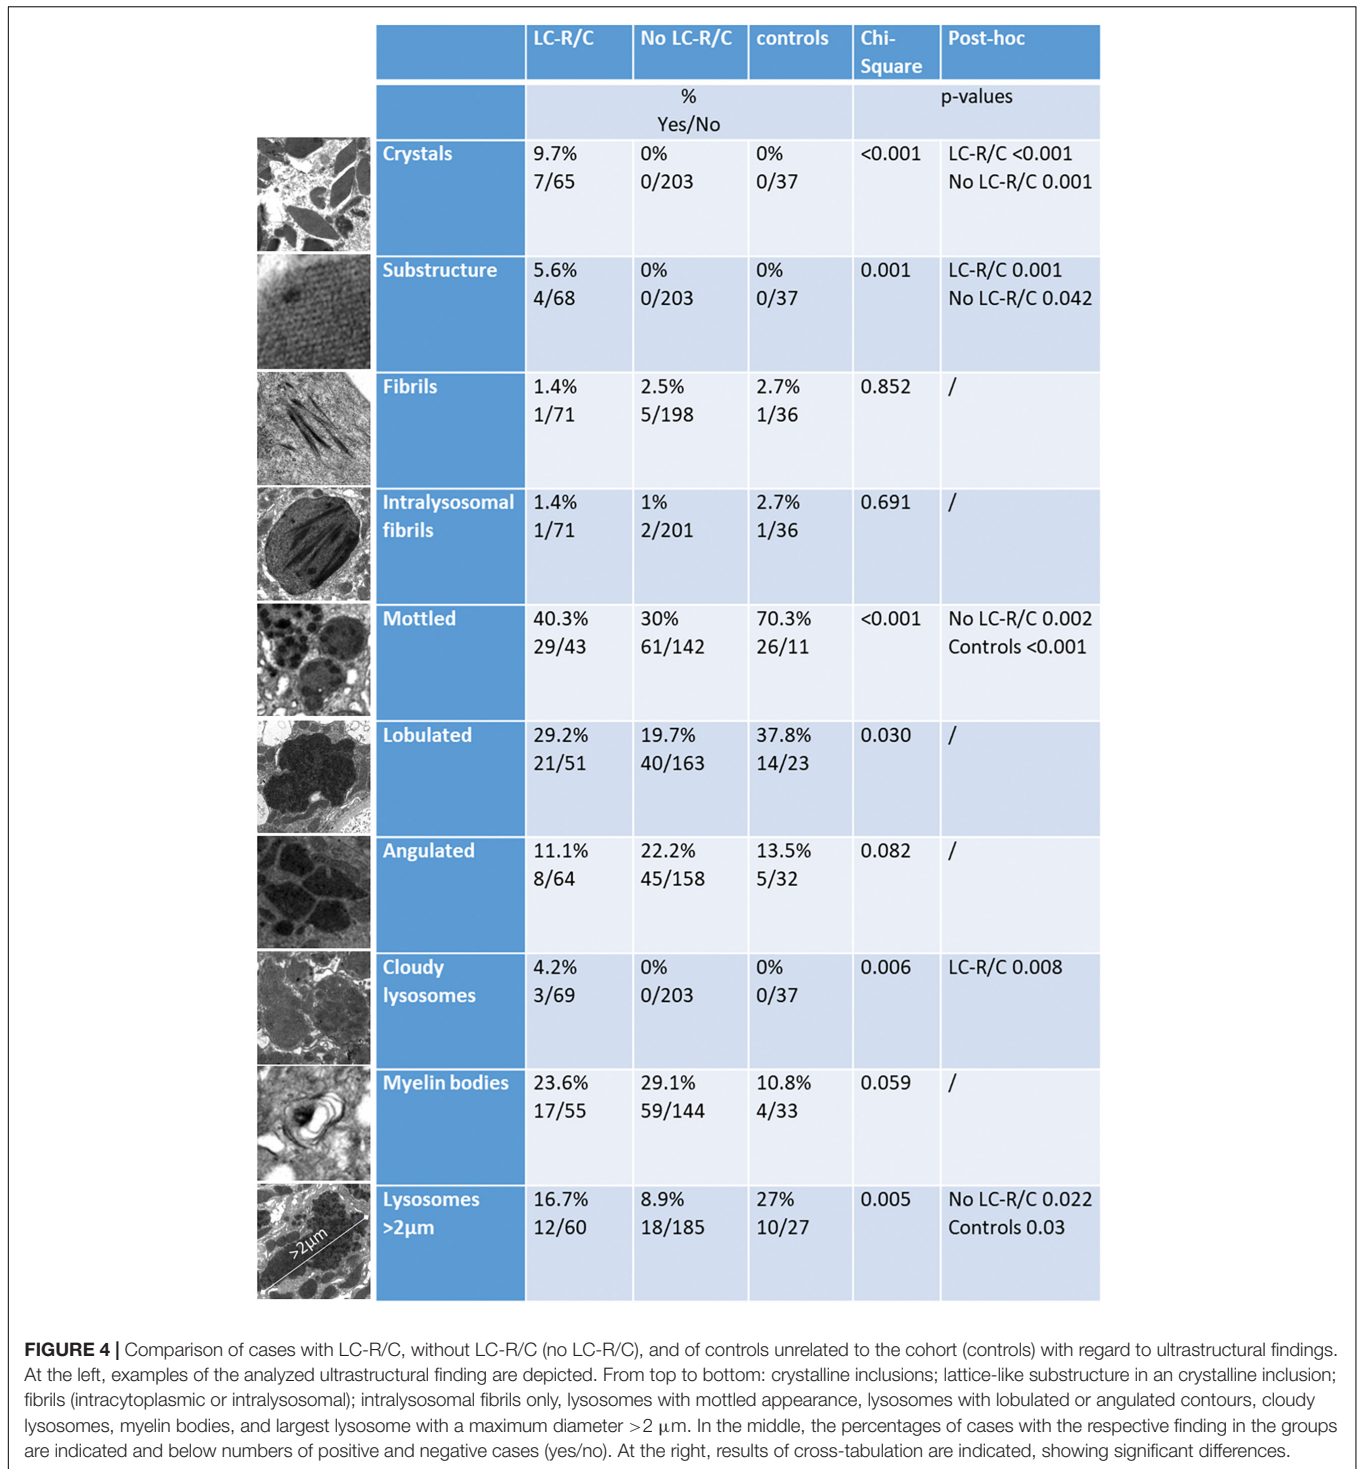 LC-R/C No LC-R/C controls Chi- Post-hoc
Square
% p-values
Yes/No
Crystals 9.7% 0% 0% <0.001 LC-R/C <0.001
7/65 0/203 0/37 No LC-R/C 0.001
Substructure 5.6% 0% 0% 0.001 LC-R/C 0.001
4/68 0/203 0/37 No LC-R/C 0.042
Fibrils 1.4% 2.5% 2.7% 0.852 /
1/71 5/198 1/36
Intralysosomal 1.4% 1% 2.7% 0.691 /
fibrils 1/71 2/201 1/36
Mottled 40.3% 30% 70.3% <0.001 No LC-R/C 0.002
29/43 61/142 26/11 Controls <0.001
Lobulated 29.2% 19.7% 37.8% 0.030 /
21/51 40/163 14/23
Angulated 11.1% 22.2% 13.5% 0.082 /
8/64 45/158 5/32
Cloudy 4.2% 0% 0% 0.006 LC-R/C 0.008
lysosomes 3/69 0/203 0/37
Myelin bodies 23.6% 29.1% 10.8% 0.059 /
17/55 59/144 4/33
Lysosomes 16.7% 8.9% 27% 0.005 No LC-R/C 0.022
>2µm 12/60 18/185 10/27 Controls 0.03
>2µm
FIGURE 4 | Comparison of cases with LC-R/C, without LC-R/C (no LC-R/C), and of controls unrelated to the cohort (controls) with regard to ultrastructural findings.
At the left, examples of the analyzed ultrastructural finding are depicted. From top to bottom: crystalline inclusions; lattice-like substructure in an crystalline inclusion;
fibrils (intracytoplasmic or intralysosomal); intralysosomal fibrils only, lysosomes with mottled appearance, lysosomes with lobulated or angulated contours, cloudy
lysosomes, myelin bodies, and largest lysosome with a maximum diameter >2 µm. In the middle, the percentages of cases with the respective finding in the groups
are indicated and below numbers of positive and negative cases (yes/no). At the right, results of cross-tabulation are indicated, showing significant differences.